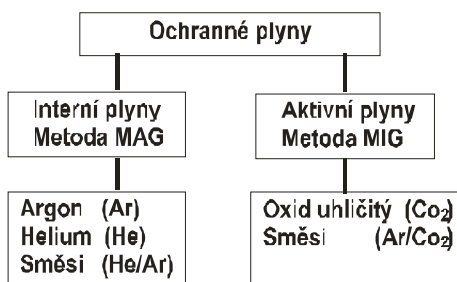 Ochranné plyny
Interní plyny
Metoda MAG
Aktivní plyny
Metoda MIG
Argon (Ar)
Helium (He)
Směsi (He/Ar)
Oxid uhličitý (Co₂)
Směsi (Ar/Co₂)